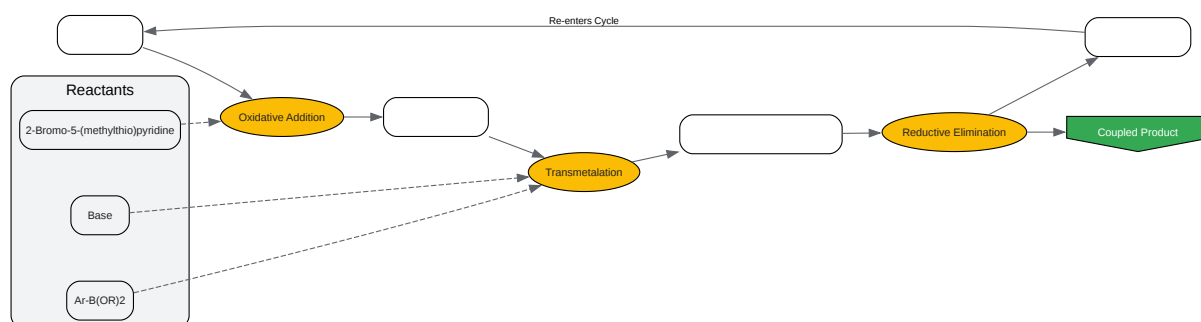 Re-enters Cycle
Reactants
2-Bromo-5-(methylthio)pyridine
Oxidative Addition
Reductive Elimination
Coupled Product
Transmetalation
Base
Ar-B(OR)2